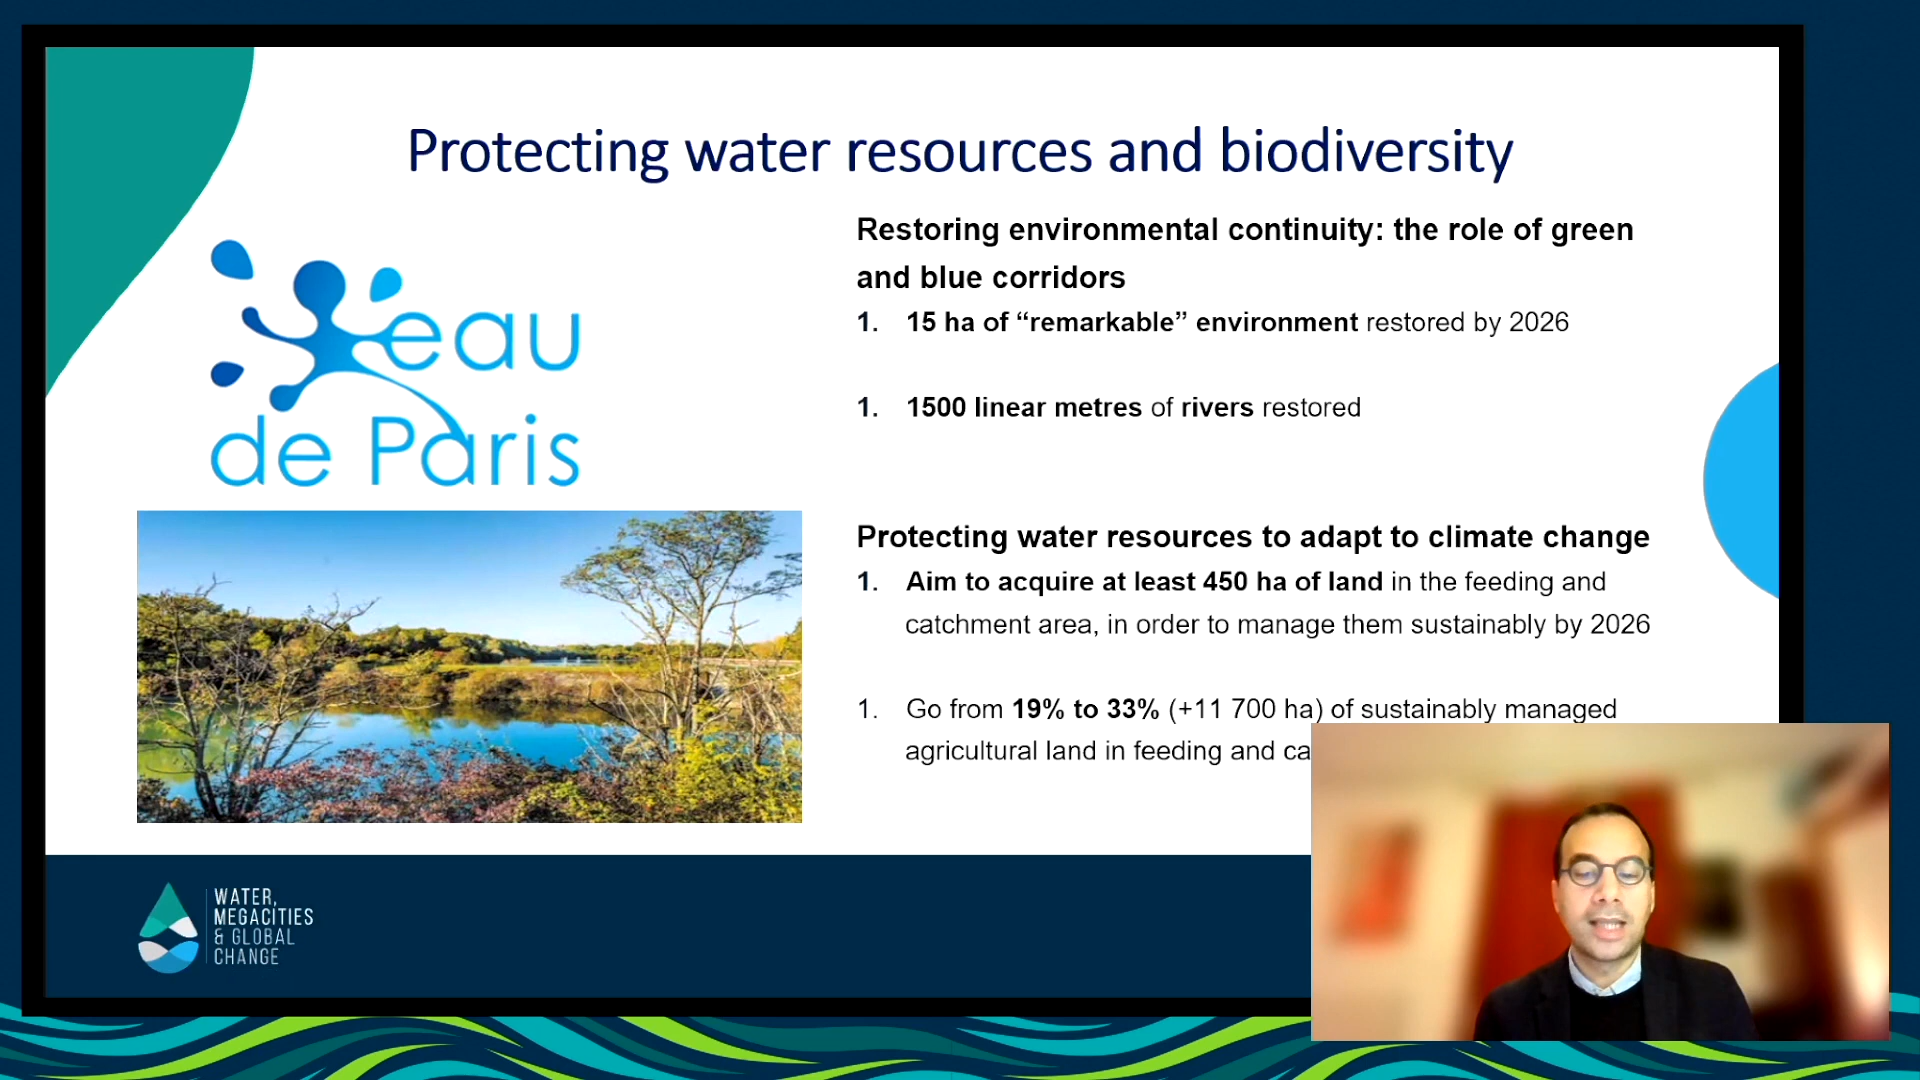 Protecting water resources and biodiversity
eau
de Paris
Restoring environmental continuity: the role of green
and blue corridors
1. 15 ha of “remarkable” environment restored by 2026
1. 1500 linear metres of rivers restored
Protecting water resources to adapt to climate change
1. Aim to acquire at least 450 ha of land in the feeding and
catchment area, in order to manage them sustainably by 2026
1. Go from 19% to 33% (+11 700 ha) of sustainably managed
agricultural land in feeding and
WATER,
MEGACITIES
& GLOBAL
CHANGE